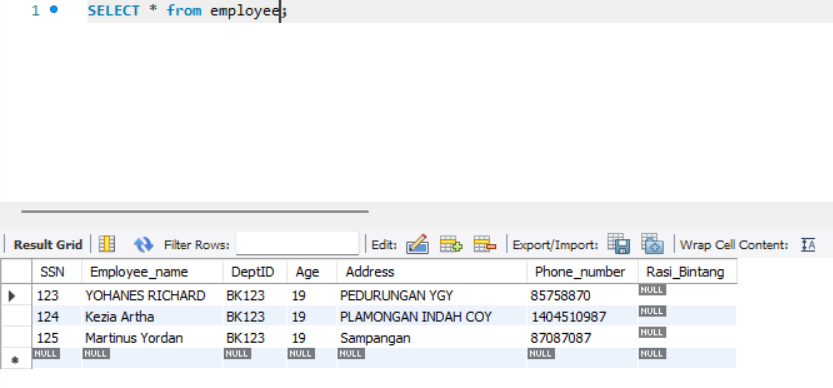 1 SELECT * from employee;
Result Grid Filter Rows: Edit: Export/Import: Wrap Cell Content: IA
SSN Employee_name DeptID Age Address Phone_number Rasi_Bintang
123 YOHANES RICHARD BK123 19 PEDURUNGAN YGY 85758870 NULL
124 Kezia Artha BK123 19 PLAMONGAN INDAH COY 1404510987 NULL
125 Martinus Yordan BK123 19 Sampangan 87087087 NULL
NULL NULL NULL NULL NULL NULL NULL